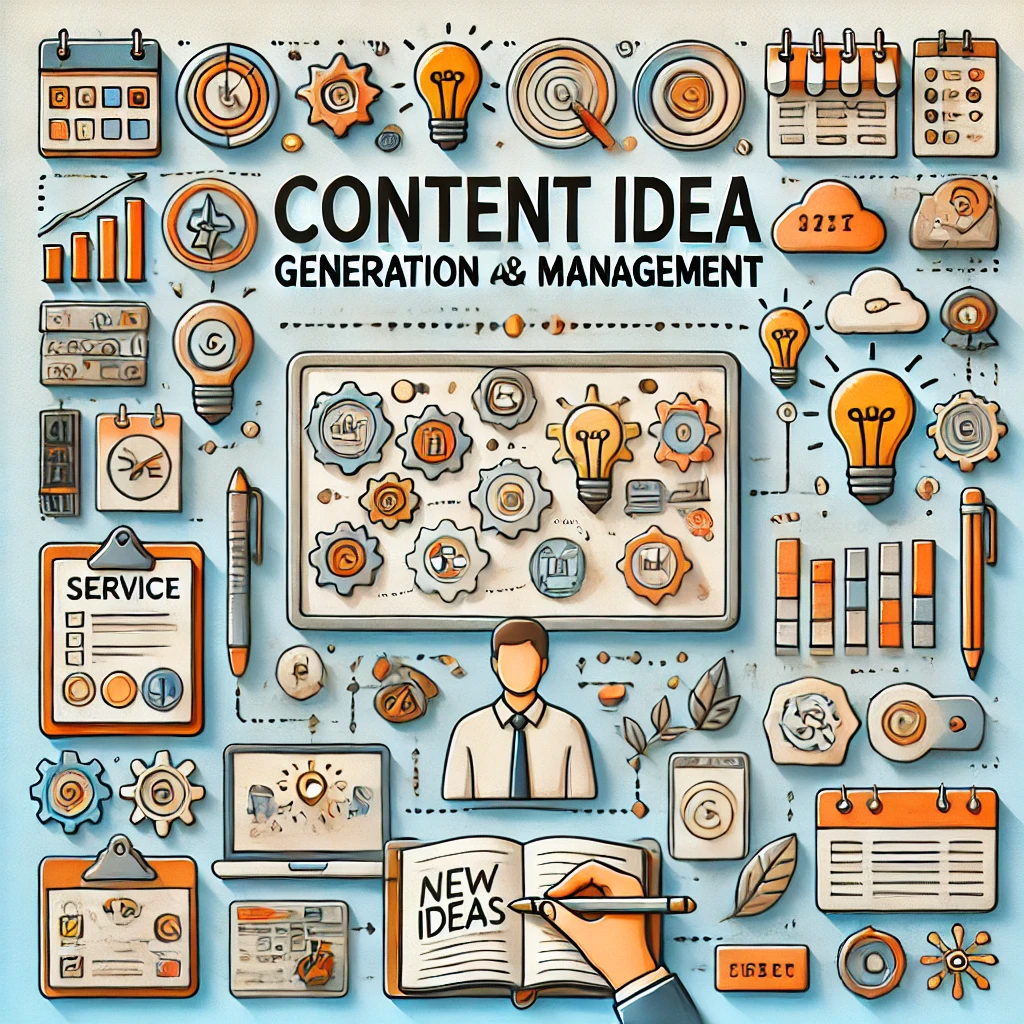 CONTENT IDEA
GENERATION & MANAGEMENT
SERVICE
NEW
IDEAS